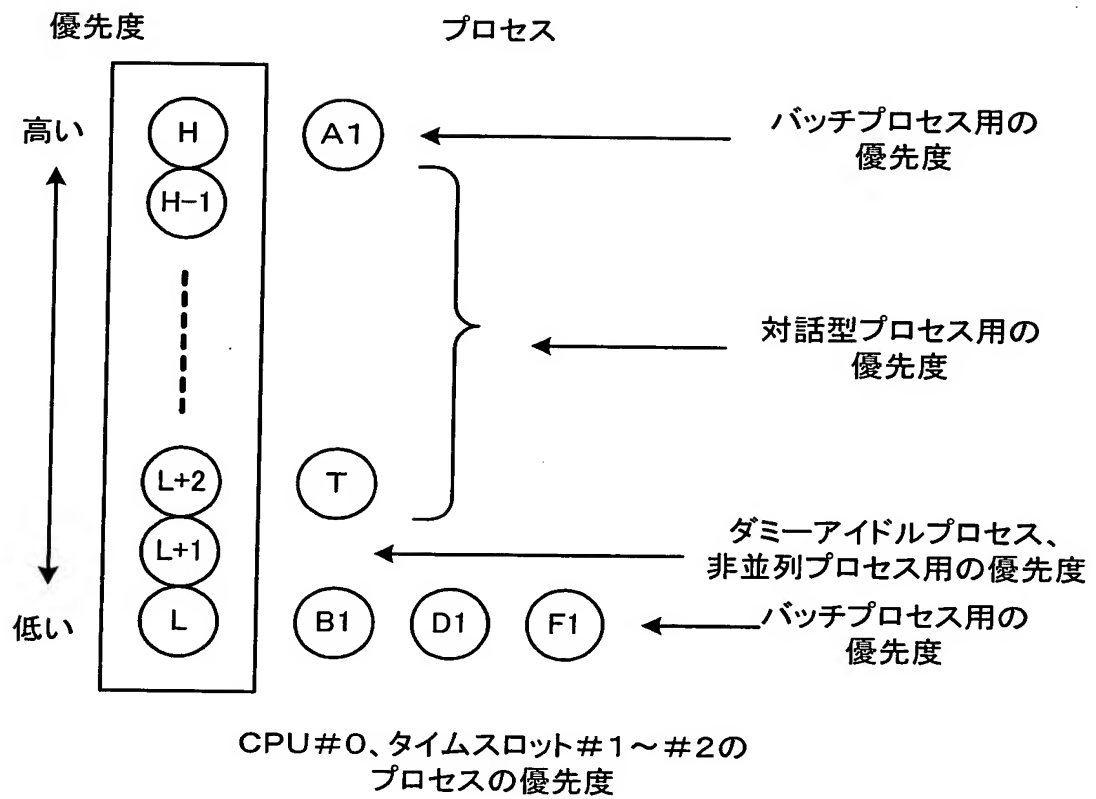 優先度 プロセス
高い H A1 バッチプロセス用の
優先度
H-1
対話型プロセス用の
優先度
L+2 T
L+1 ダミーアイドルプロセス、
非並列プロセス用の優先度
低い L B1 D1 F1 バッチプロセス用の
優先度
CPU#0、タイムスロット#1～#2の
プロセスの優先度